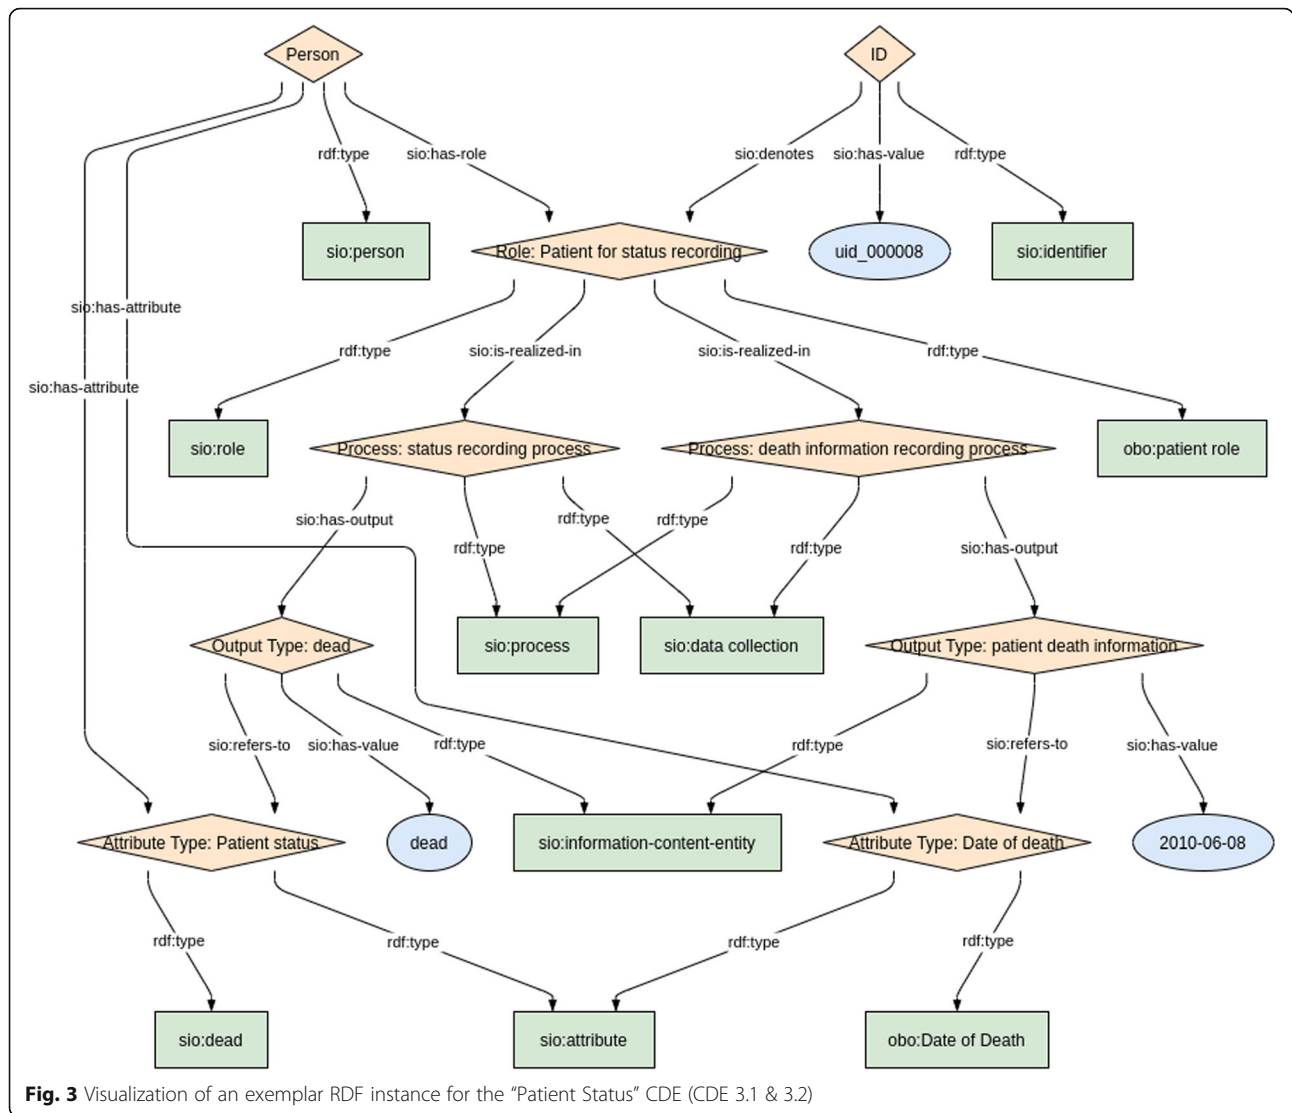 Person
ID
rdf:type
sio:has-role
sio:denotes
sio:has-value
rdf:type
sio:person
Role: Patient for status recording
uid_000008
sio:identifier
sio:has-attribute
rdf:type
sio:is-realized-in
sio:is-realized-in
rdf:type
sio:has-attribute
sio:role
Process: status recording process
Process: death information recording process
obo:patient role
sio:has-output
rdf:type
rdf:type
rdf:type
rdf:type
sio:has-output
Output Type: dead
sio:process
sio:data collection
Output Type: patient death information
sio:refers-to
sio:has-value
rdf:type
rdf:type
sio:refers-to
sio:has-value
Attribute Type: Patient status
dead
sio:information-content-entity
Attribute Type: Date of death
2010-06-08
rdf:type
rdf:type
rdf:type
rdf:type
sio:dead
sio:attribute
obo:Date of Death
Fig. 3 Visualization of an exemplar RDF instance for the “Patient Status” CDE (CDE 3.1 & 3.2)